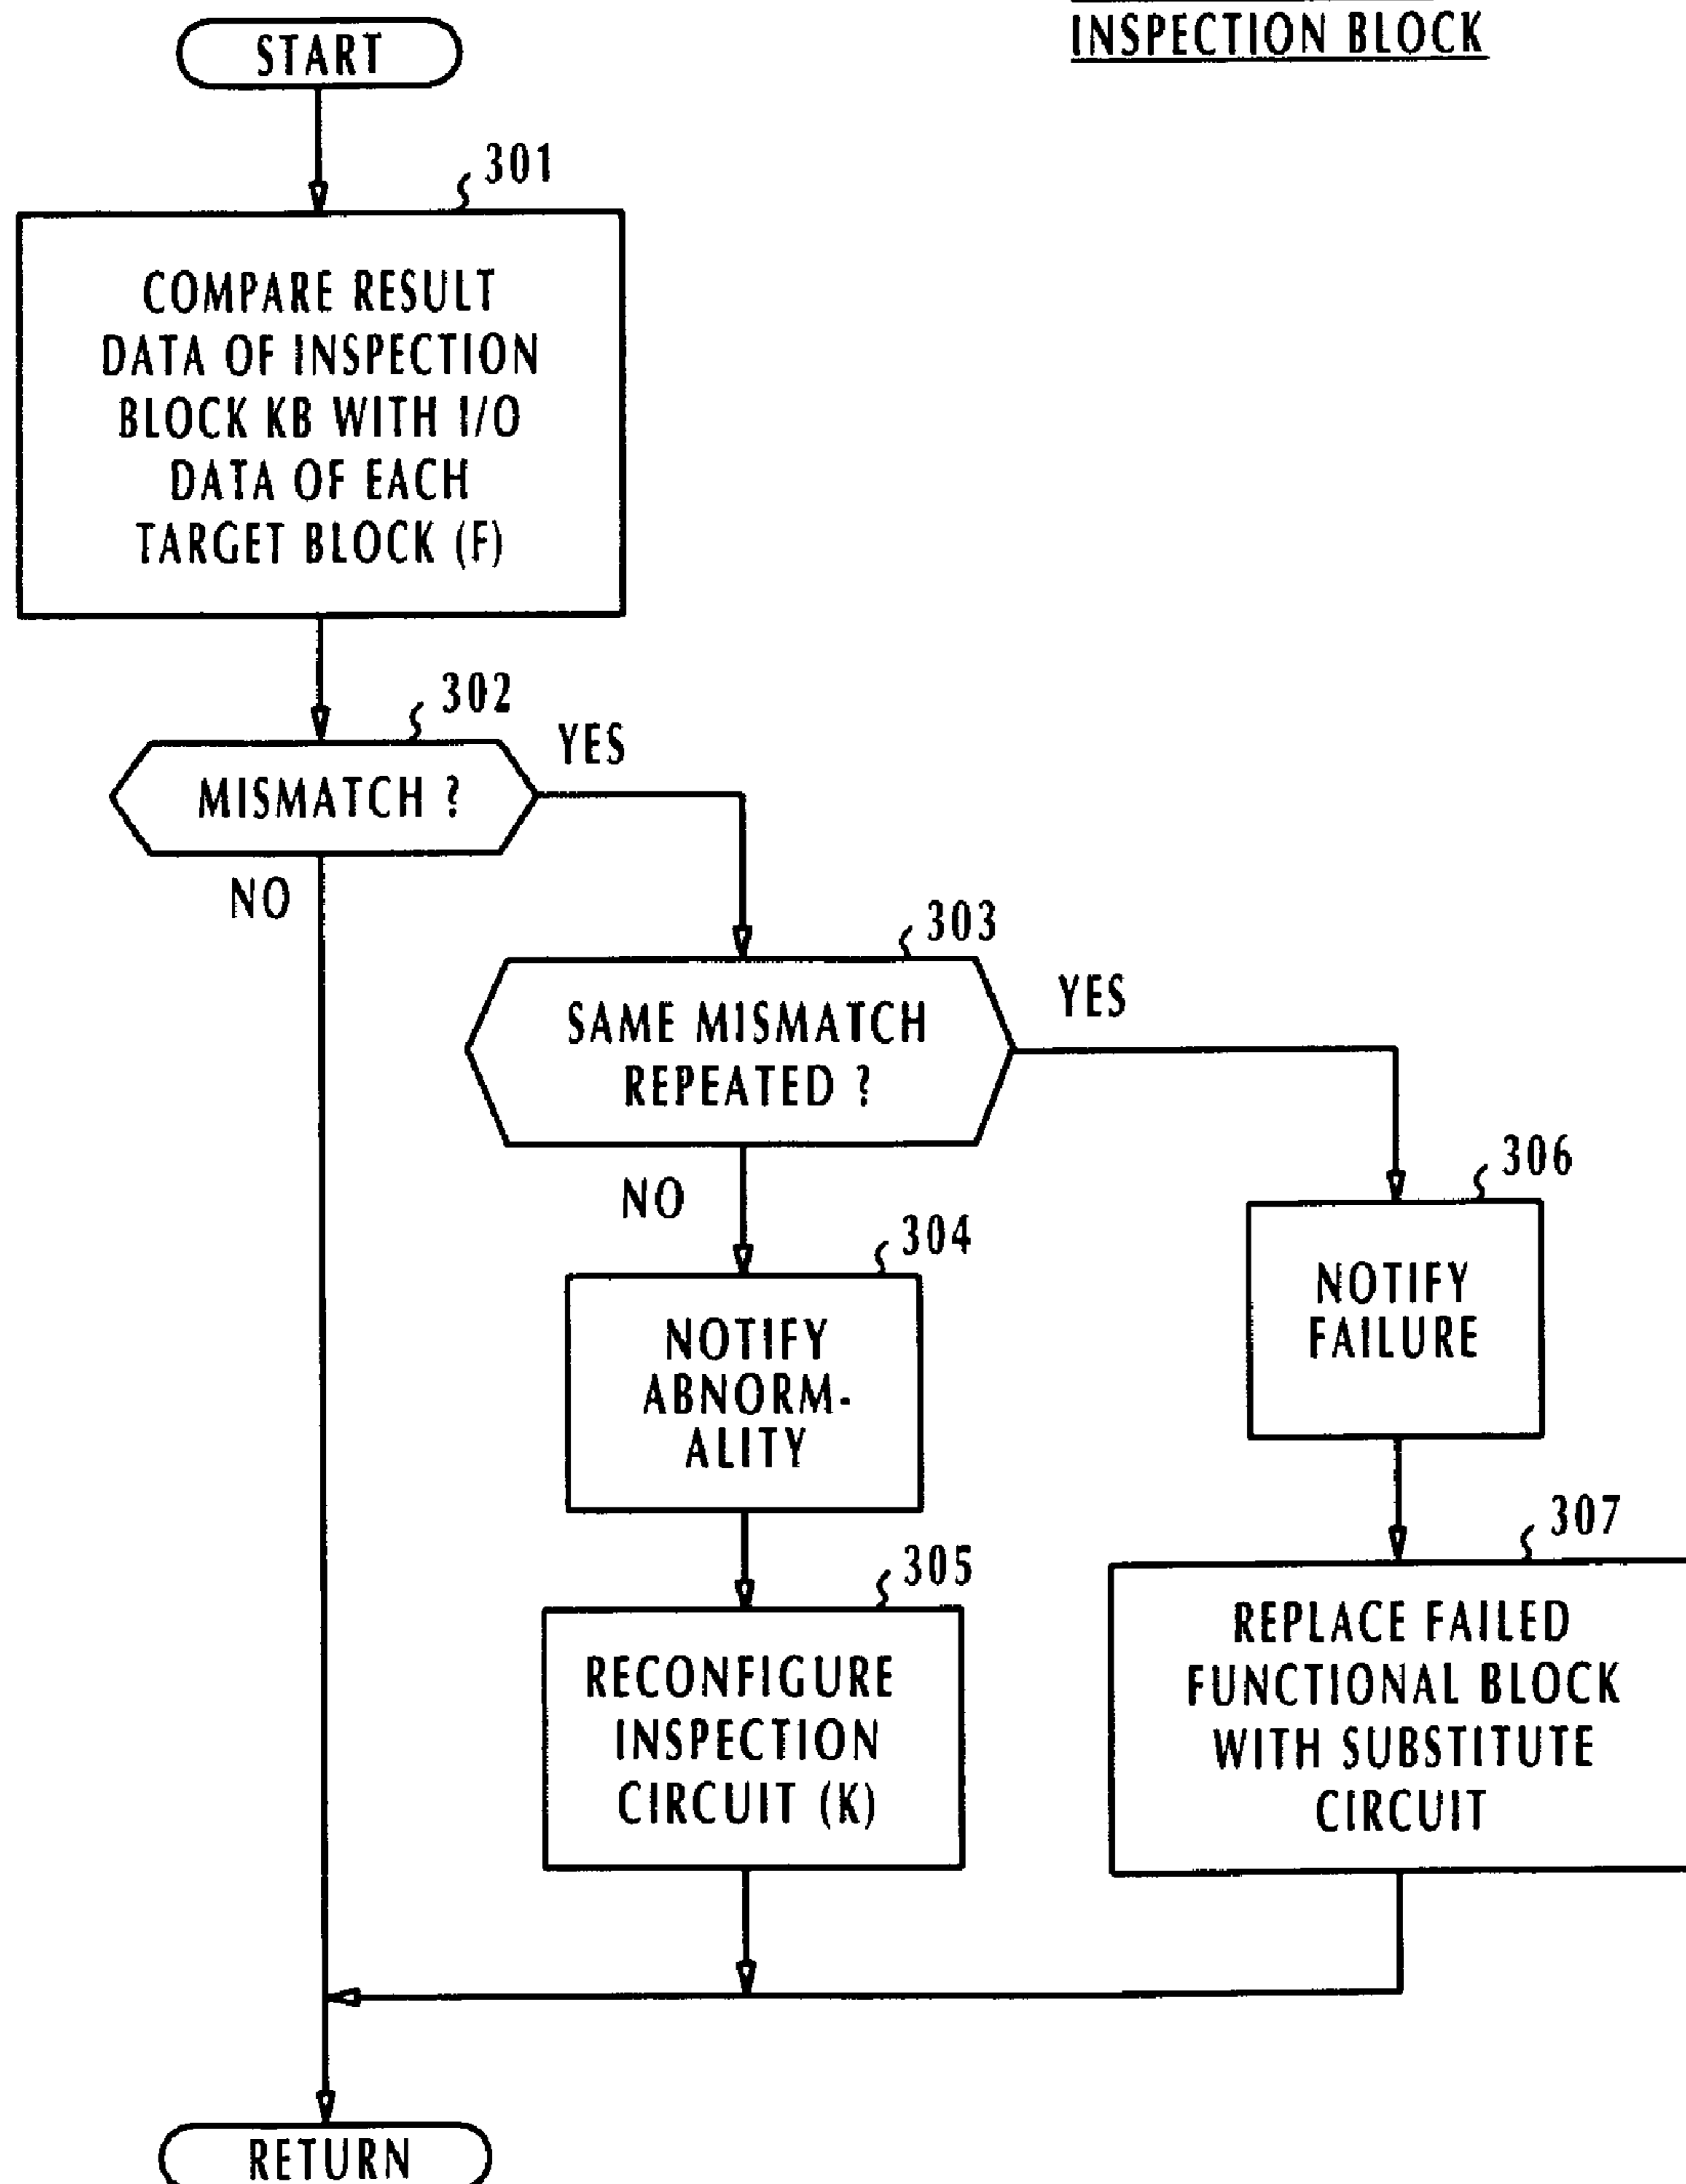 INSPECTION BLOCK
START
301
COMPARE RESULT
DATA OF INSPECTION
BLOCK KB WITH I/O
DATA OF EACH
TARGET BLOCK (F)
302
MISMATCH ?
YES
NO
303
SAME MISMATCH
REPEATED ?
YES
NO
304
NOTIFY
ABNORM-
ALITY
305
RECONFIGURE
INSPECTION
CIRCUIT (K)
306
NOTIFY
FAILURE
307
REPLACE FAILED
FUNCTIONAL BLOCK
WITH SUBSTITUTE
CIRCUIT
RETURN